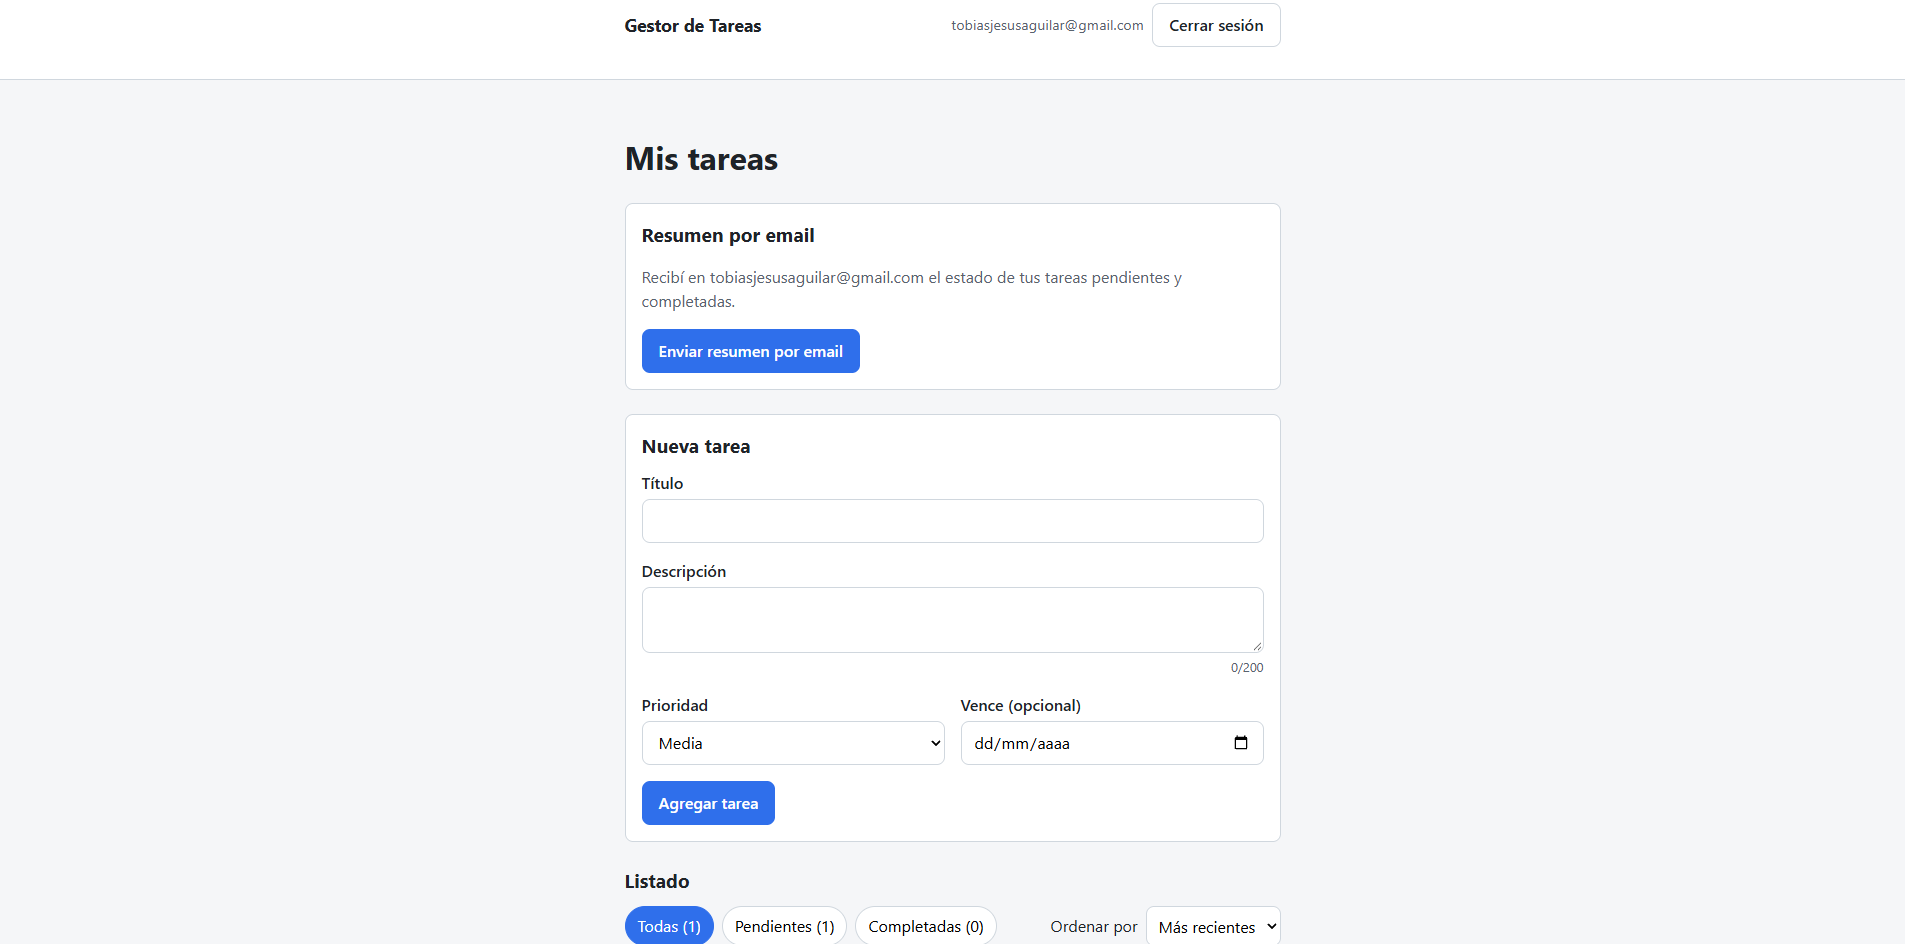 Gestor de Tareas
tobiasjesusaguilar@gmail.com
Cerrar sesión
Mis tareas
Resumen por email
Recibí en tobiasjesusaguilar@gmail.com el estado de tus tareas pendientes y
completadas.
Enviar resumen por email
Nueva tarea
Título
Descripción
0/200
Prioridad
Vence (opcional)
Media
dd/mm/aaaa
Agregar tarea
Listado
Todas (1)
Pendientes (1)
Completadas (0)
Ordenar por
Más recientes